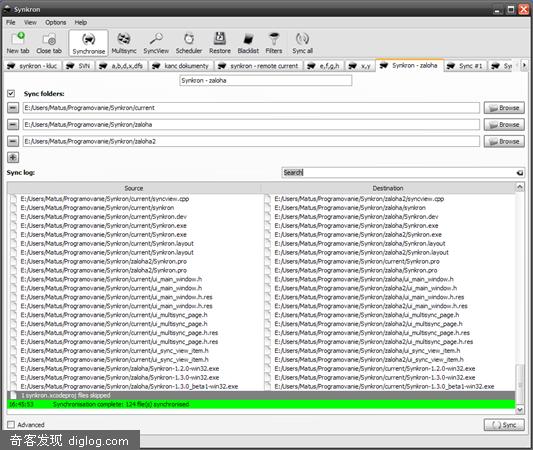 Synkron
File View Options Help
New tab Close tab Synchronise Multisync SyncView Scheduler Restore Blacklist Filters Sync all
synkron - kluc SVN a,b,d,x,dfs kanc dokumenty synkron - remote current e,f,g,h x,y Synkron - zaloha Sync #1
Synkron - zaloha
Sync folders:
E:/Users/Matus/Programovanie/Synkron/current Browse
E:/Users/Matus/Programovanie/Synkron/zaloha Browse
E:/Users/Matus/Programovanie/Synkron/zaloha2 Browse
Sync log: Search
Source Destination
E:/Users/Matus/Programovanie/Synkron/current/syncview.cpp E:/Users/Matus/Programovanie/Synkron/zaloha2/syncview.cpp
E:/Users/Matus/Programovanie/Synkron/current/synkron E:/Users/Matus/Programovanie/Synkron/zaloha/synkron
E:/Users/Matus/Programovanie/Synkron/current/Synkron.dev E:/Users/Matus/Programovanie/Synkron/zaloha/Synkron.dev
E:/Users/Matus/Programovanie/Synkron/current/Synkron.exe E:/Users/Matus/Programovanie/Synkron/zaloha/Synkron.exe
E:/Users/Matus/Programovanie/Synkron/current/Synkron.exe E:/Users/Matus/Programovanie/Synkron/zaloha2/Synkron.exe
E:/Users/Matus/Programovanie/Synkron/current/Synkron.layout E:/Users/Matus/Programovanie/Synkron/zaloha/Synkron.layout
E:/Users/Matus/Programovanie/Synkron/current/Synkron.layout E:/Users/Matus/Programovanie/Synkron/zaloha2/Synkron.layout
E:/Users/Matus/Programovanie/Synkron/zaloha2/Synkron.pro E:/Users/Matus/Programovanie/Synkron/current/Synkron.pro
E:/Users/Matus/Programovanie/Synkron/zaloha2/Synkron.pro E:/Users/Matus/Programovanie/Synkron/zaloha/Synkron.pro
E:/Users/Matus/Programovanie/Synkron/current/ui_main_window.h E:/Users/Matus/Programovanie/Synkron/zaloha/ui_main_window.h
E:/Users/Matus/Programovanie/Synkron/current/ui_main_window.h E:/Users/Matus/Programovanie/Synkron/zaloha2/ui_main_window.h
E:/Users/Matus/Programovanie/Synkron/current/ui_main_window.h.res E:/Users/Matus/Programovanie/Synkron/zaloha/ui_main_window.h.res
E:/Users/Matus/Programovanie/Synkron/current/ui_main_window.h.res E:/Users/Matus/Programovanie/Synkron/zaloha2/ui_main_window.h.res
E:/Users/Matus/Programovanie/Synkron/current/ui_multisync_page.h E:/Users/Matus/Programovanie/Synkron/zaloha/ui_multisync_page.h
E:/Users/Matus/Programovanie/Synkron/current/ui_multisync_page.h E:/Users/Matus/Programovanie/Synkron/zaloha2/ui_multisync_page.h
E:/Users/Matus/Programovanie/Synkron/current/ui_multisync_page.h.res E:/Users/Matus/Programovanie/Synkron/zaloha/ui_multisync_page.h.res
E:/Users/Matus/Programovanie/Synkron/current/ui_multisync_page.h.res E:/Users/Matus/Programovanie/Synkron/zaloha2/ui_multisync_page.h.res
E:/Users/Matus/Programovanie/Synkron/current/ui_sync_view_item.h E:/Users/Matus/Programovanie/Synkron/zaloha/ui_sync_view_item.h
E:/Users/Matus/Programovanie/Synkron/current/ui_sync_view_item.h E:/Users/Matus/Programovanie/Synkron/zaloha2/ui_sync_view_item.h
E:/Users/Matus/Programovanie/Synkron/zaloha/Synkron-1.2.0-win32.exe E:/Users/Matus/Programovanie/Synkron/current/Synkron-1.2.0-win32.exe
E:/Users/Matus/Programovanie/Synkron/zaloha/Synkron-1.3.0-win32.exe E:/Users/Matus/Programovanie/Synkron/current/Synkron-1.3.0-win32.exe
E:/Users/Matus/Programovanie/Synkron/zaloha/Synkron-1.3.0_beta1-win32.exe E:/Users/Matus/Programovanie/Synkron/current/Synkron-1.3.0_beta1-win32.exe
1 synkron.xcodeproj files skipped
16:45:53 Synchronisation complete: 124 file(s) synchronised
Advanced Sync
奇客发现 diglog.com